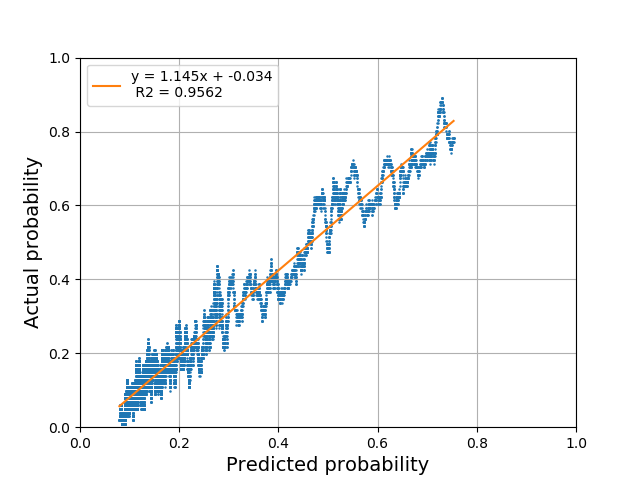 y = 1.145x + -0.034
R2 = 0.9562
1.0
0.8
0.6
0.4
0.2
0.0
Actual probability
0.0 0.2 0.4 0.6 0.8 1.0
Predicted probability